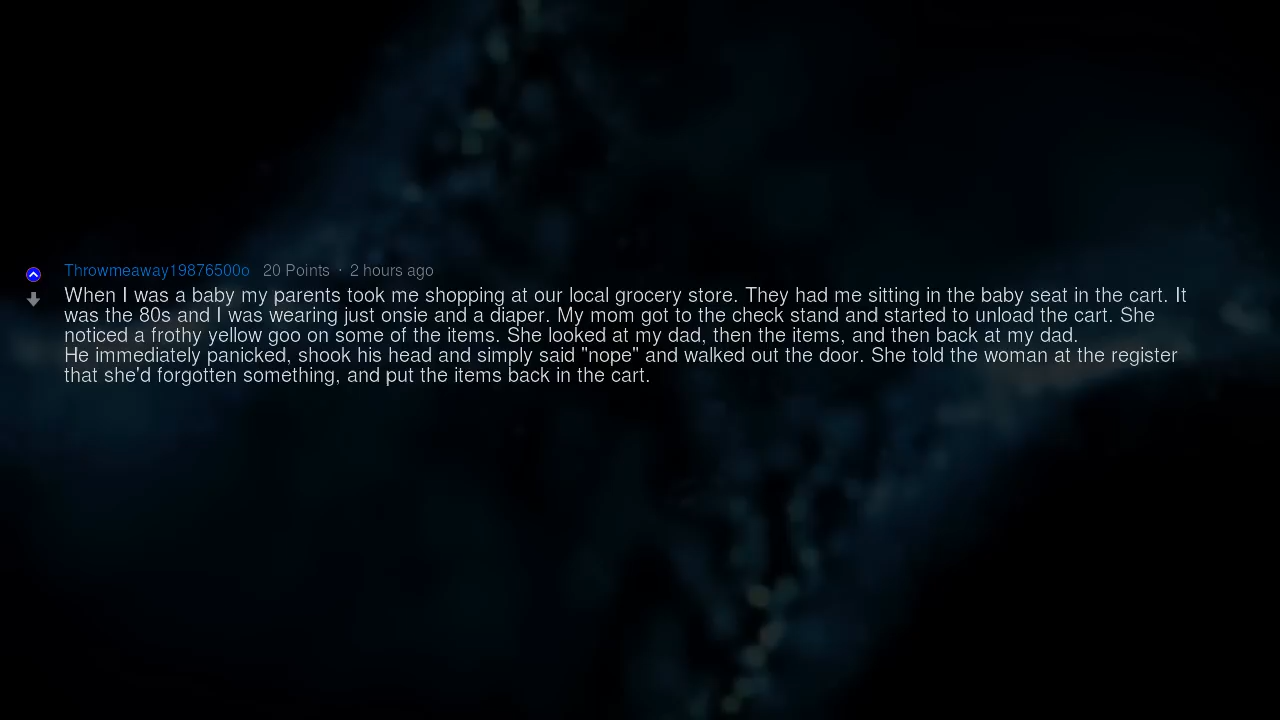 Throwmeaway19876500o 20 Points · 2 hours ago
When I was a baby my parents took me shopping at our local grocery store. They had me sitting in the baby seat in the cart. It
was the 80s and I was wearing just onsie and a diaper. My mom got to the check stand and started to unload the cart. She
noticed a frothy yellow goo on some of the items. She looked at my dad, then the items, and then back at my dad.
He immediately panicked, shook his head and simply said "nope" and walked out the door. She told the woman at the register
that she'd forgotten something, and put the items back in the cart.